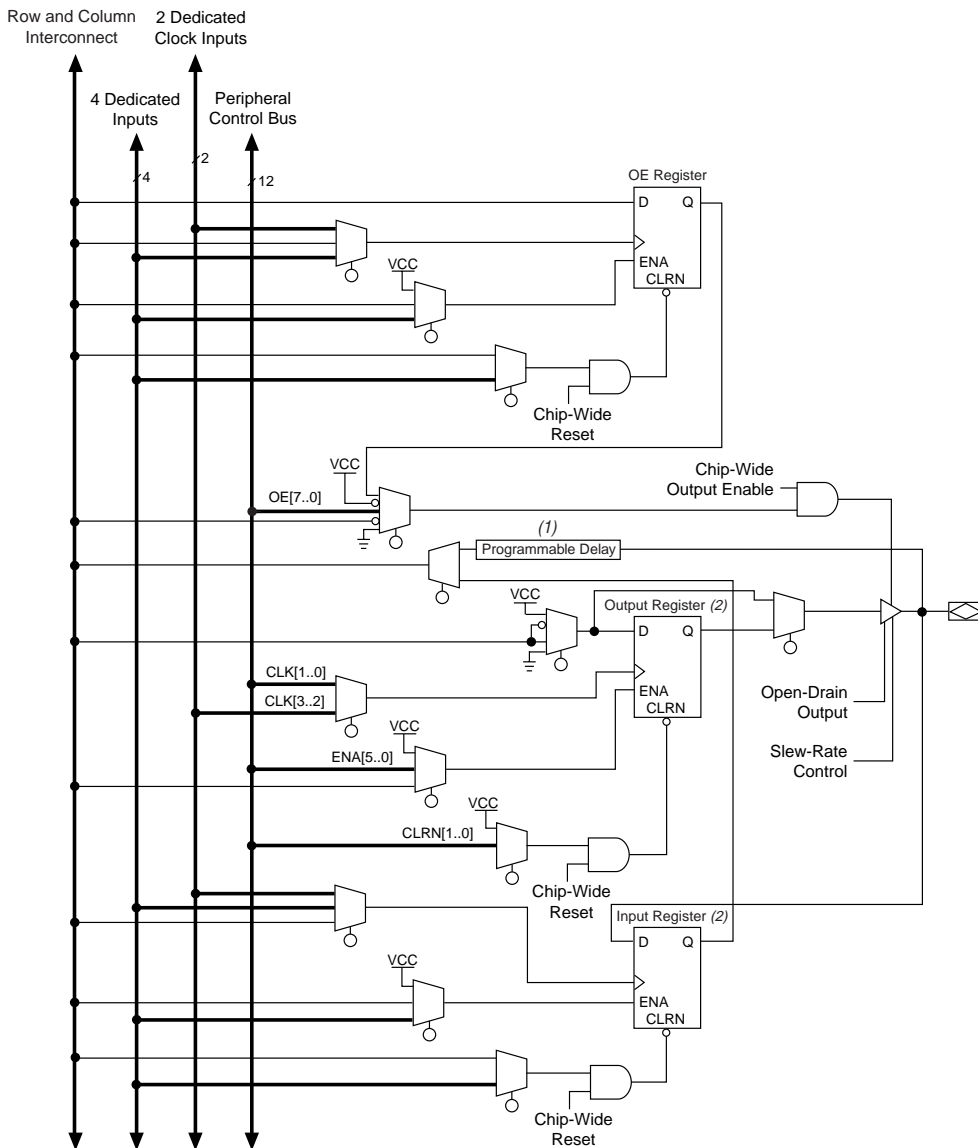 Row and Column
Interconnect
2 Dedicated
Clock Inputs
4 Dedicated
Inputs
Peripheral
Control Bus
2
4
12
OE Register
D Q
ENA
CLRN
VCC
Chip-Wide
Reset
VCC
OE[7..0]
Chip-Wide
Output Enable
(1)
Programmable Delay
VCC
Output Register (2)
D Q
ENA
CLRN
CLK[1..0]
CLK[3..2]
Open-Drain
Output
VCC
ENA[5..0]
Slew-Rate
Control
VCC
CLRN[1..0]
Chip-Wide
Reset
Input Register (2)
D Q
ENA
CLRN
VCC
Chip-Wide
Reset